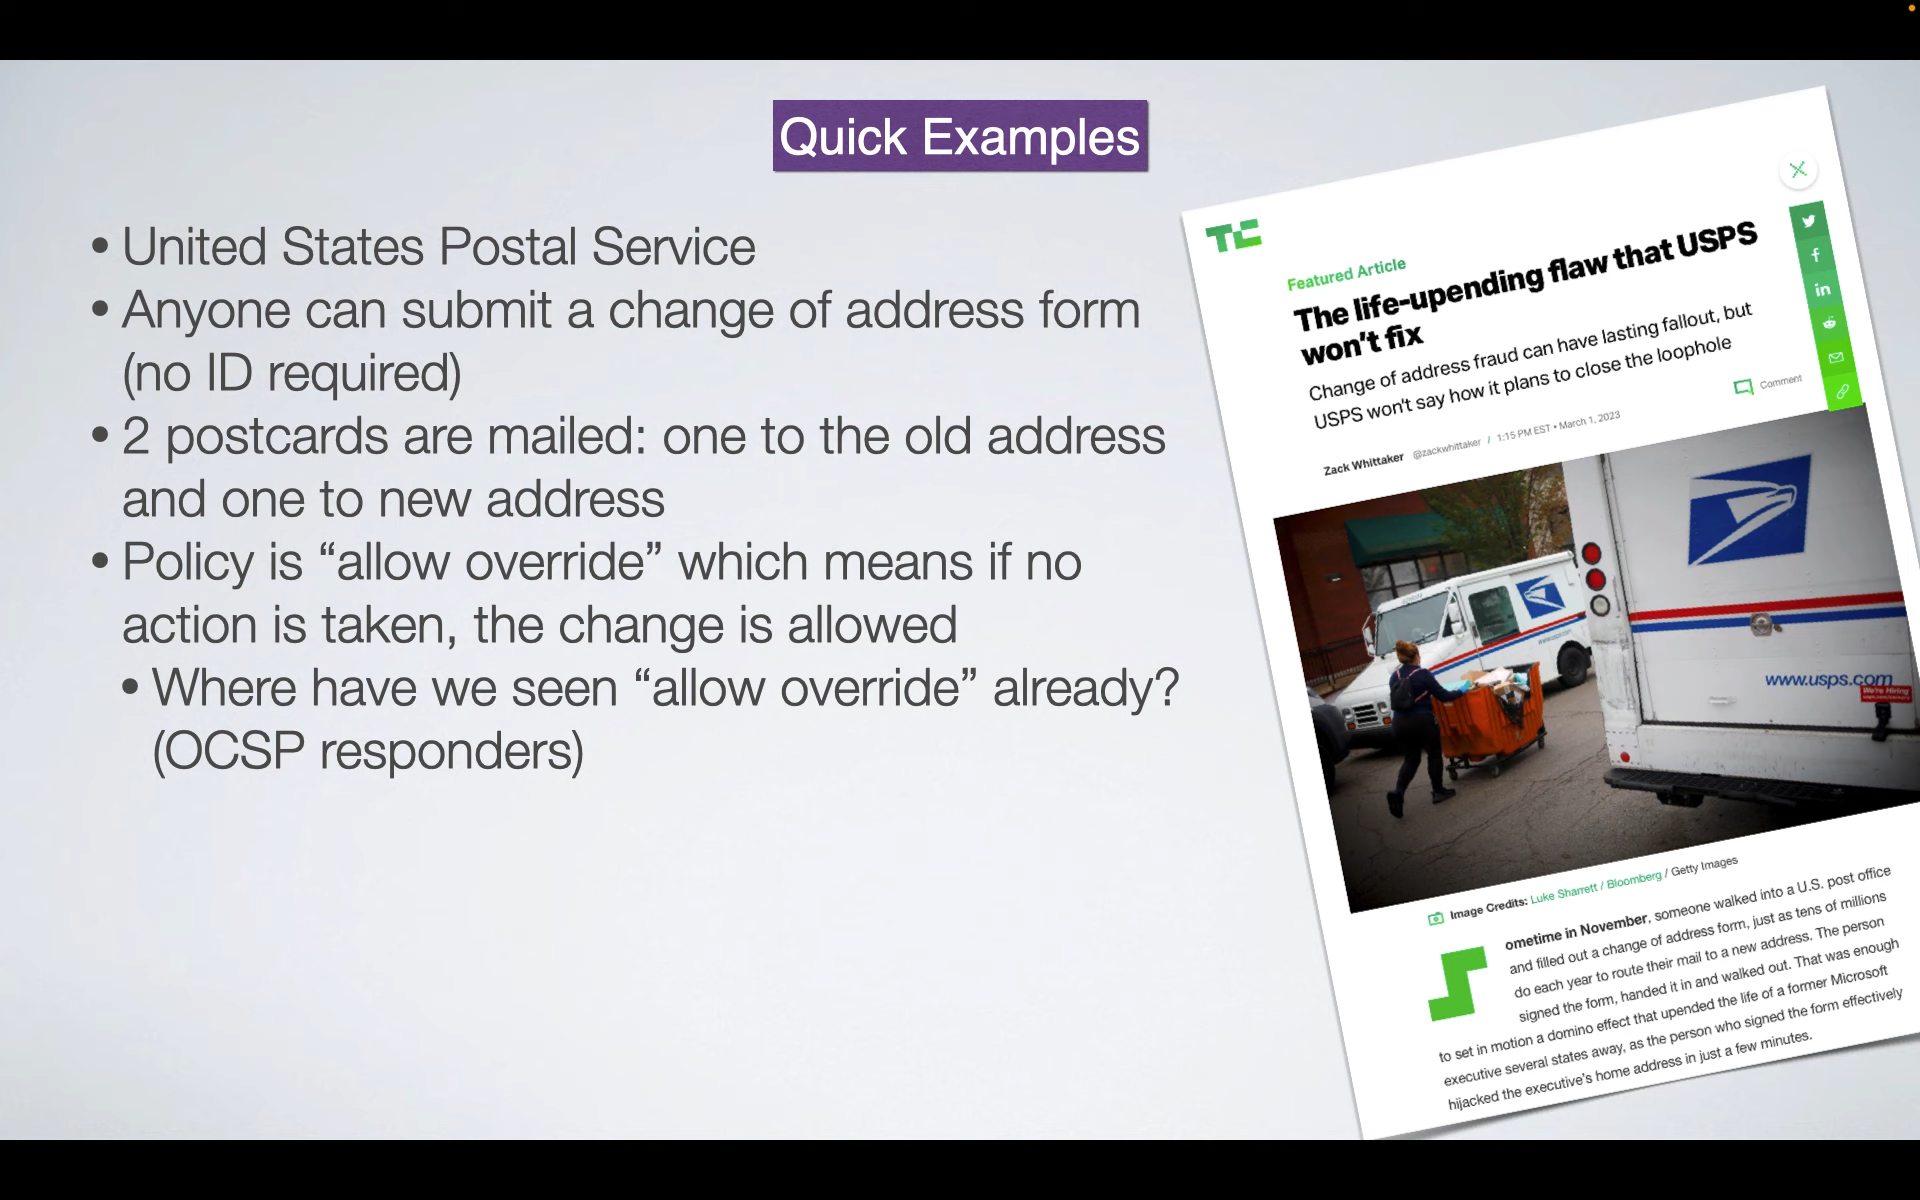 Quick Examples
• United States Postal Service
• Anyone can submit a change of address form
(no ID required)
• 2 postcards are mailed: one to the old address
and one to new address
• Policy is “allow override” which means if no
action is taken, the change is allowed
• Where have we seen “allow override” already?
(OCSP responders)
TC
Featured Article
The life-upending flaw that USPS
won’t fix
Change of address fraud can have lasting fallout, but
USPS won’t say how it plans to close the loophole
Comment
Zack Whittaker @zackwhittaker / 1:15 PM EST • March 1, 2023
www.usps.com
We're Hiring
Image Credits: Luke Sharrett / Bloomberg / Getty Images
Sometime in November, someone walked into a U.S. post office
and filled out a change of address form, just as tens of millions
do each year to route their mail to a new address. The person
signed the form, handed it in and walked out. That was enough
to set in motion a domino effect that upended the life of a former Microsoft
executive several states away, as the person who signed the form effectively
hijacked the executive’s home address in just a few minutes.